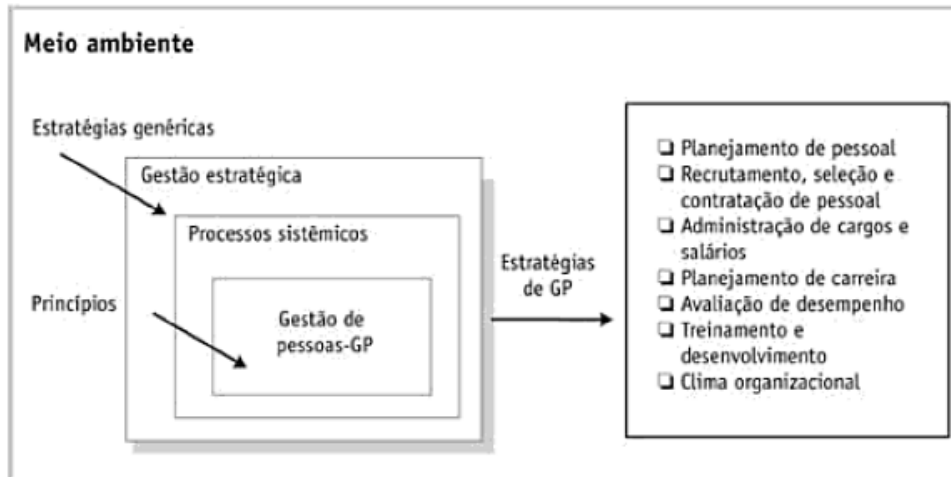 Meio ambiente
Estratégias genéricas
Gestão estratégica
Processos sistêmicos
Princípios
Gestão de
pessoas-GP
Estratégias
de GP
❏ Planejamento de pessoal
❏ Recrutamento, seleção e
contratação de pessoal
❏ Administração de cargos e
salários
❏ Planejamento de carreira
❏ Avaliação de desempenho
❏ Treinamento e
desenvolvimento
❏ Clima organizacional